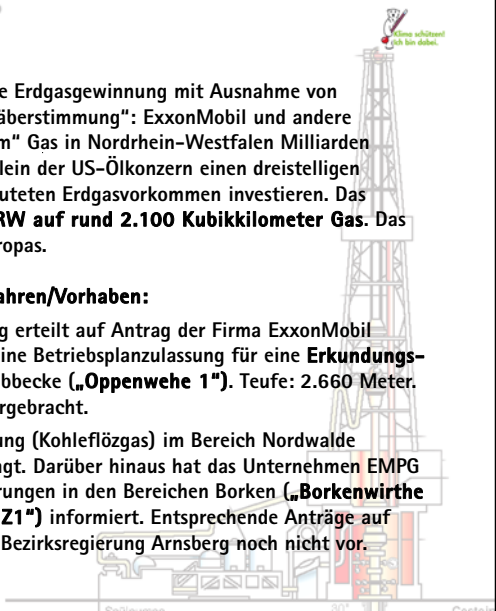 Klima schützen!
Ich bin dabei.
e Erdgasgewinnung mit Ausnahme von
äberstimmung“: ExxonMobil und andere
m“ Gas in Nordrhein-Westfalen Milliarden
lein der US-Ölkonzern einen dreistelligen
uteten Erdgasvorkommen investieren. Das
RW auf rund 2.100 Kubikkilometer Gas. Das
ropas.
ahren/Vorhaben:
g erteilt auf Antrag der Firma ExxonMobil
ine Betriebsplanzulassung für eine Erkundungs-
bbecke („Oppenwehe 1“). Teufe: 2.660 Meter.
rgebracht.
ung (Kohleflözgas) im Bereich Nordwalde
ngt. Darüber hinaus hat das Unternehmen EMPG
rungen in den Bereichen Borken („Borkenwirthe
Z1“) informiert. Entsprechende Anträge auf
Bezirksregierung Arnsberg noch nicht vor.
30"